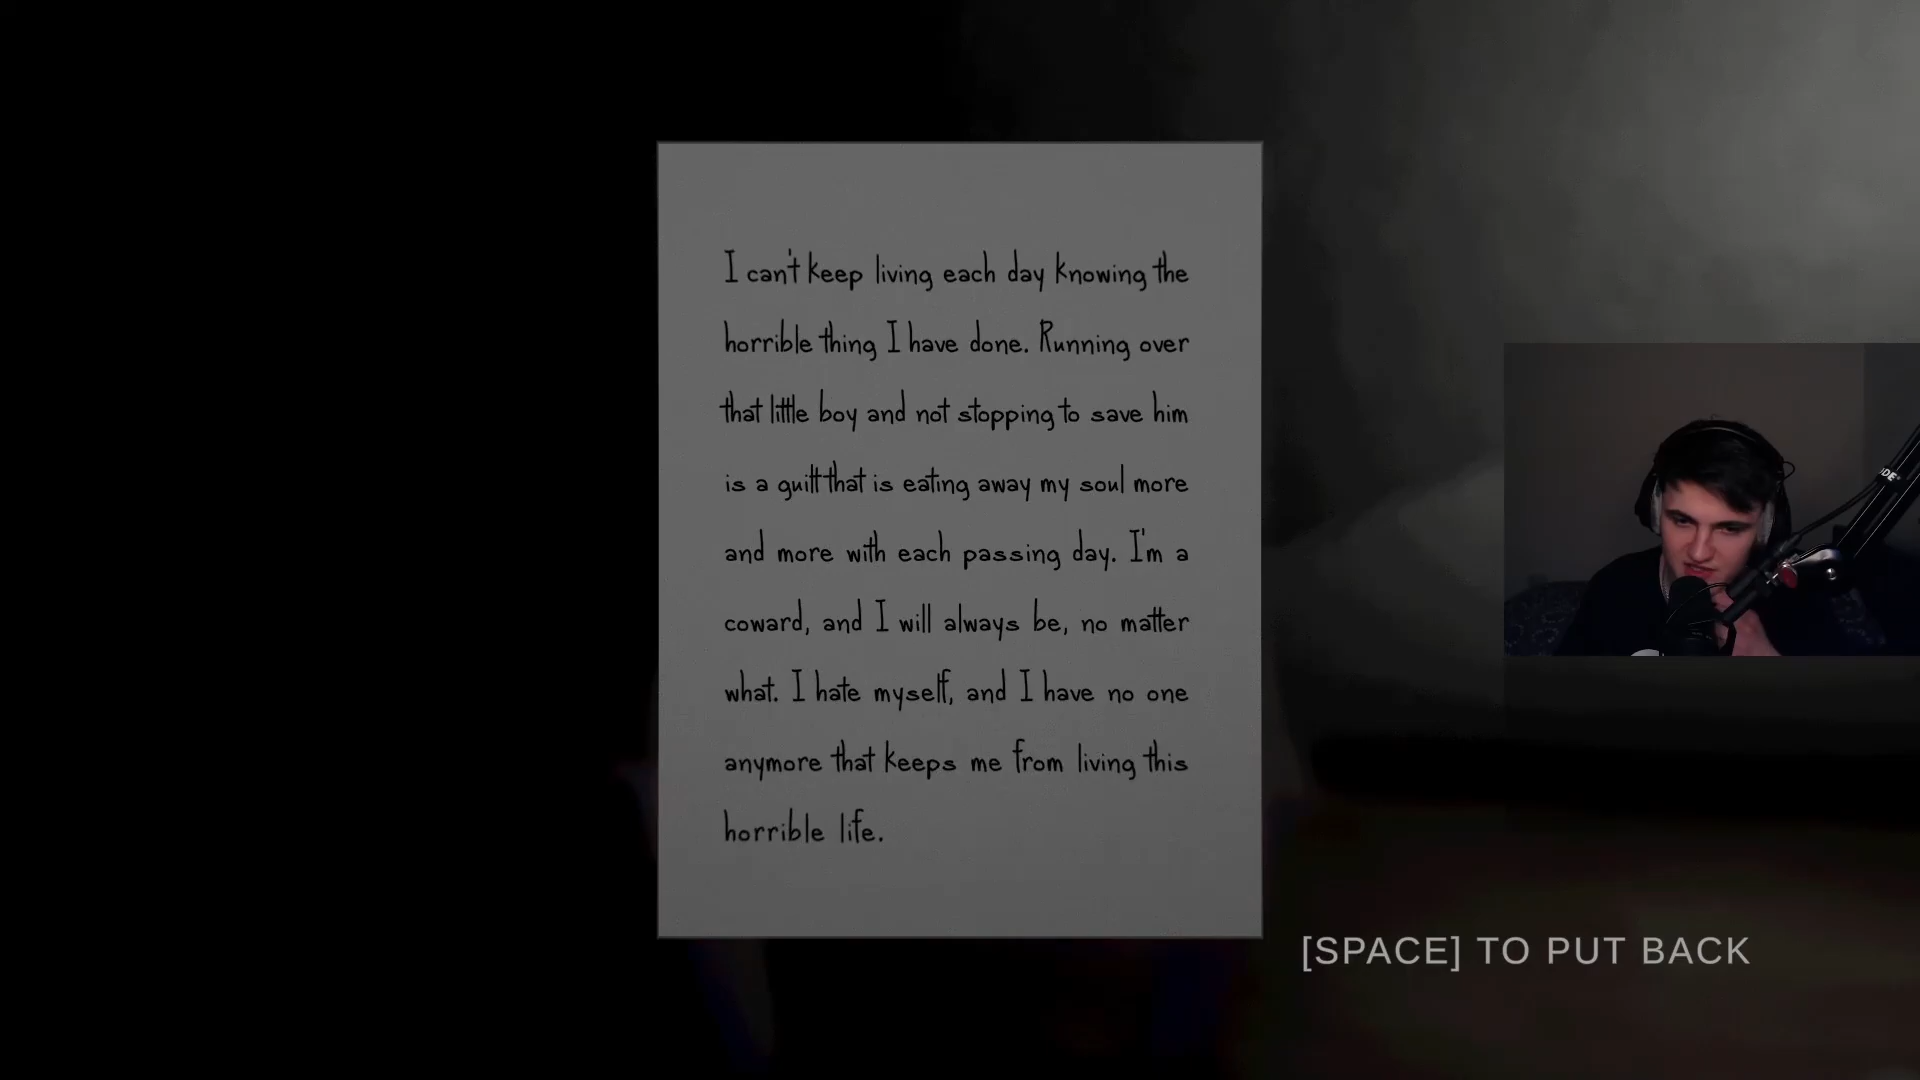 I can't keep living each day knowing the
horrible thing I have done. Running over
that little boy and not stopping to save him
is a guilt that is eating away my soul more
and more with each passing day. I'm a
coward, and I will always be, no matter
what. I hate myself, and I have no one
anymore that keeps me from living this
horrible life.
[SPACE] TO PUT BACK